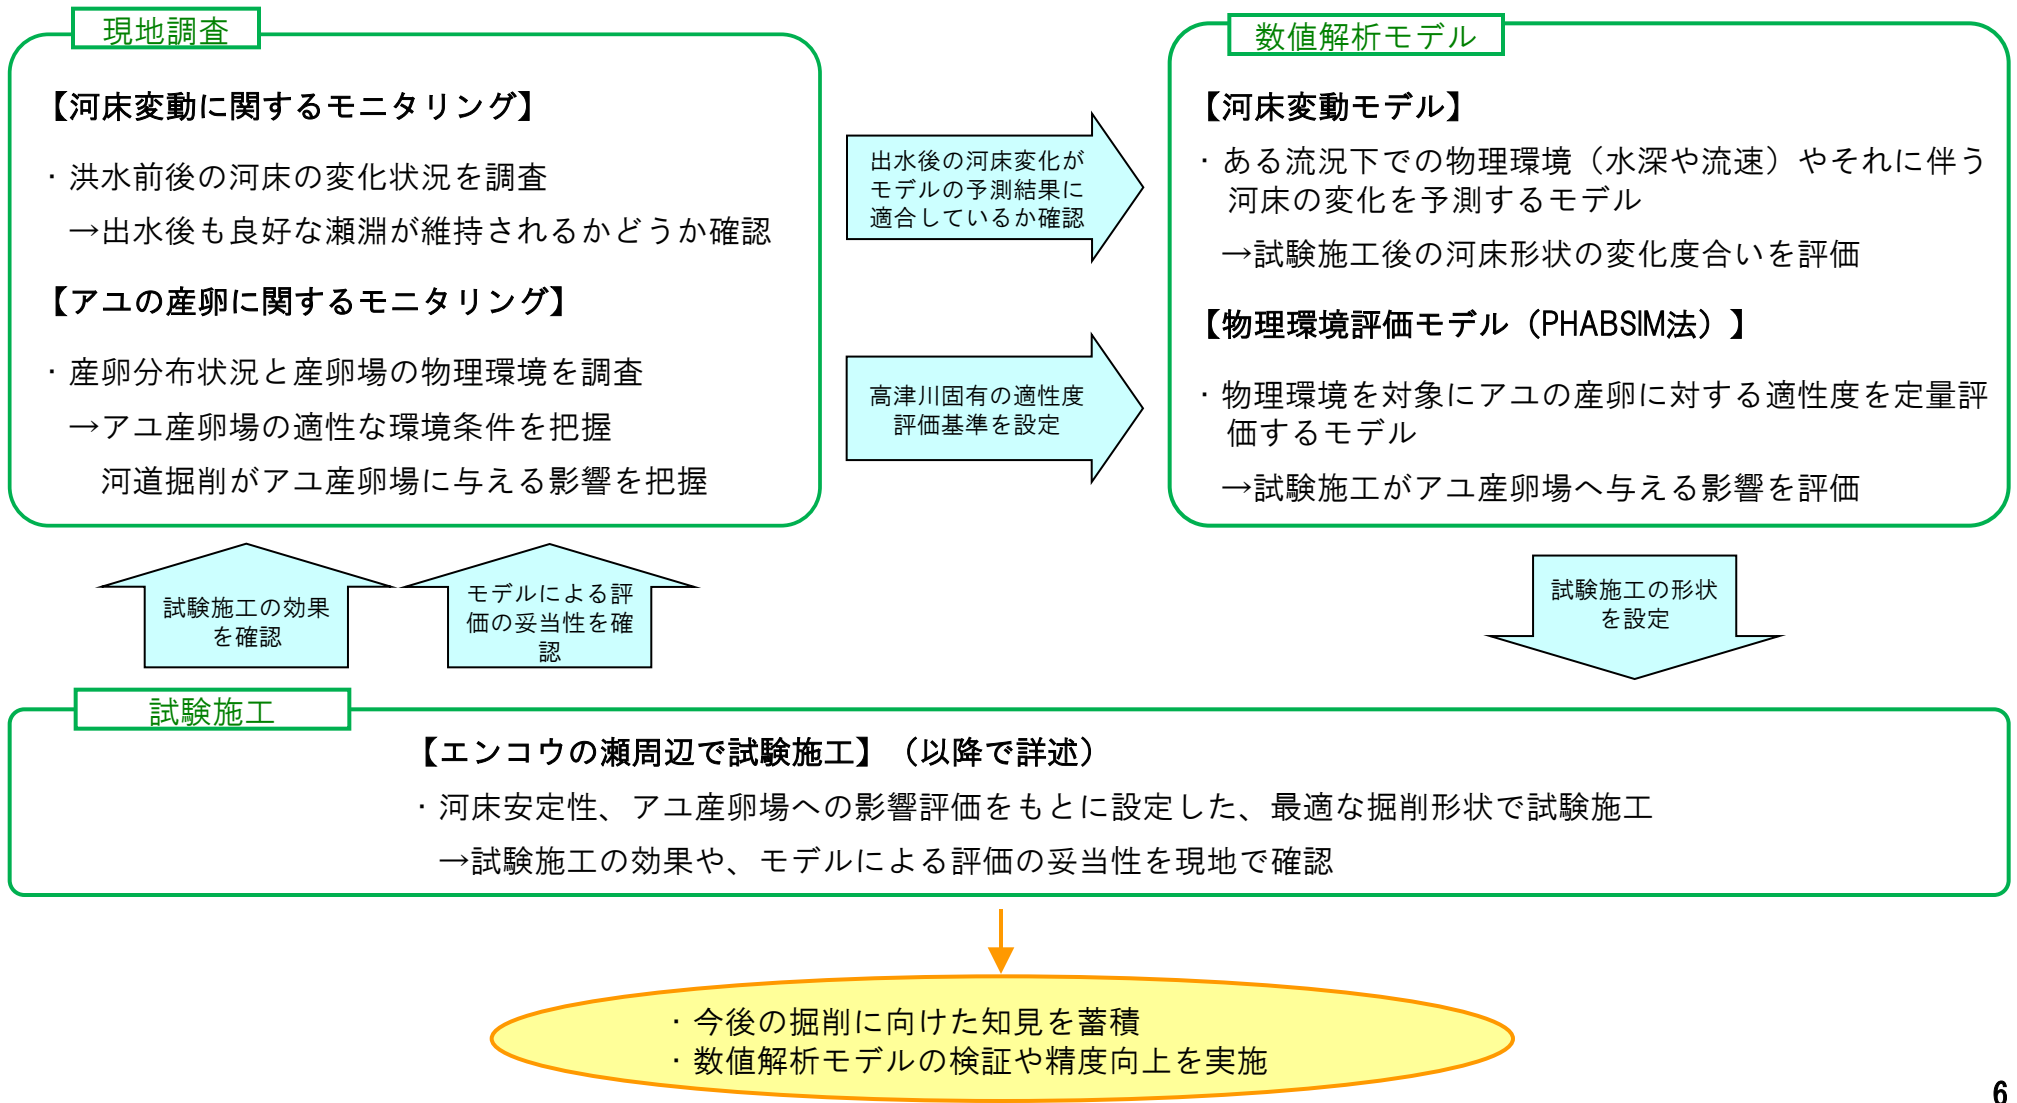 現地調査
【河床変動に関するモニタリング】
・洪水前後の河床の変化状況を調査
→出水後も良好な瀬淵が維持されるかどうか確認
【アユの産卵に関するモニタリング】
・産卵分布状況と産卵場の物理環境を調査
→アユ産卵場の適性な環境条件を把握
河道掘削がアユ産卵場に与える影響を把握
出水後の河床変化が
モデルの予測結果に
適合しているか確認
高津川固有の適性度
評価基準を設定
数値解析モデル
【河床変動モデル】
・ある流況下での物理環境（水深や流速）やそれに伴う
河床の変化を予測するモデル
→試験施工後の河床形状の変化度合いを評価
【物理環境評価モデル（PHABSIM法）】
・物理環境を対象にアユの産卵に対する適性度を定量評
価するモデル
→試験施工がアユ産卵場へ与える影響を評価
試験施工の効果
を確認
モデルによる評
価の妥当性を確
認
試験施工の形状
を設定
試験施工
【エンコウの瀬周辺で試験施工】（以降で詳述）
・河床安定性、アユ産卵場への影響評価をもとに設定した、最適な掘削形状で試験施工
→試験施工の効果や、モデルによる評価の妥当性を現地で確認
・今後の掘削に向けた知見を蓄積
・数値解析モデルの検証や精度向上を実施
6